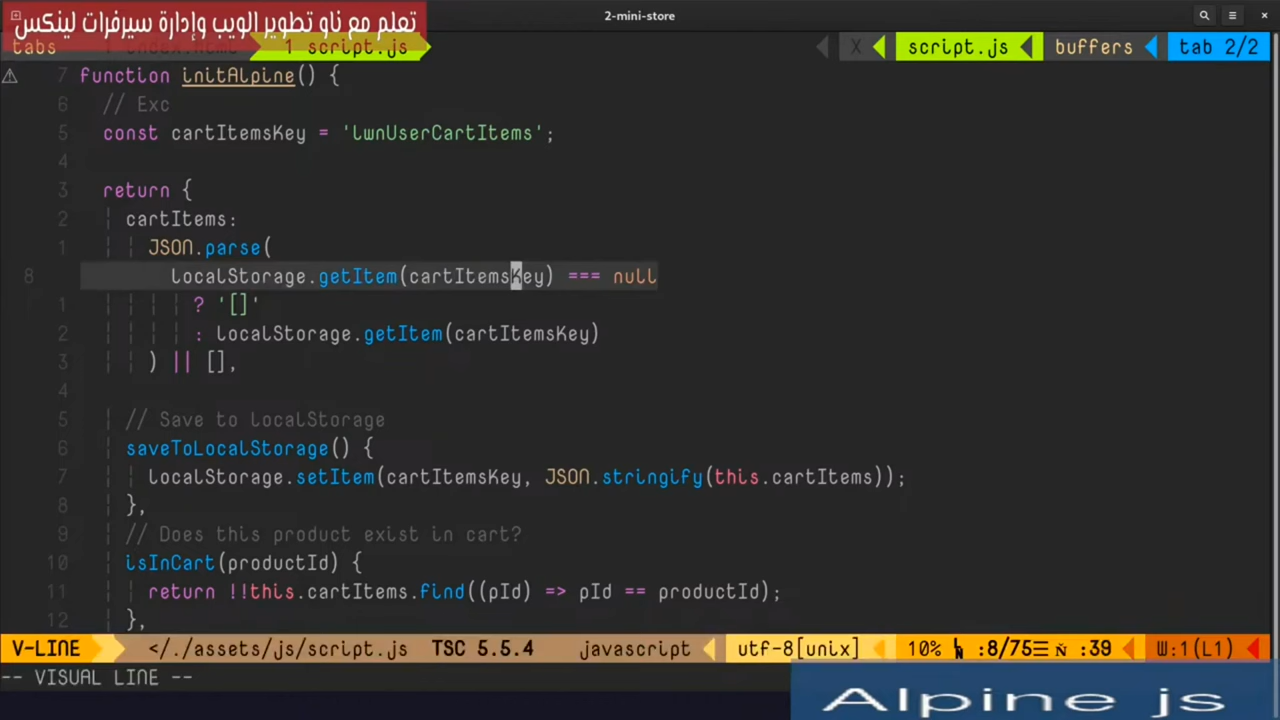 2-mini-store
تعلم مع ناو تطوير الويب وإدارة سيرفرات لينكس
tabs 1 index.html 1 script.js X script.js buffers tab 2/2
7 function initAlpine() {
6 // Exc
5 const cartItemsKey = 'lwnUserCartItems';
4
3 return {
2 cartItems:
1 JSON.parse(
8 localStorage.getItem(cartItemsKey) === null
1 ? '[]'
2 : localStorage.getItem(cartItemsKey)
3 ) || [],
4
5 // Save to localStorage
6 saveToLocalStorage() {
7 localStorage.setItem(cartItemsKey, JSON.stringify(this.cartItems));
8 },
9 // Does this product exist in cart?
10 isInCart(productId) {
11 return !!this.cartItems.find((pId) => pId == productId);
12 },
V-LINE </./assets/js/script.js TSC 5.5.4 javascript utf-8[unix] 10% :8/75☰ :39 W:1(L1)
-- VISUAL LINE --
Alpine js